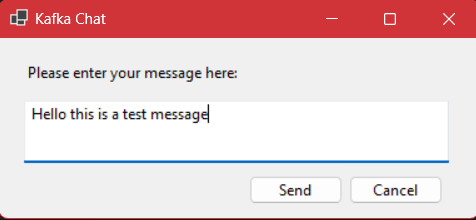 Kafka Chat
Please enter your message here:
Hello this is a test message
Send Cancel